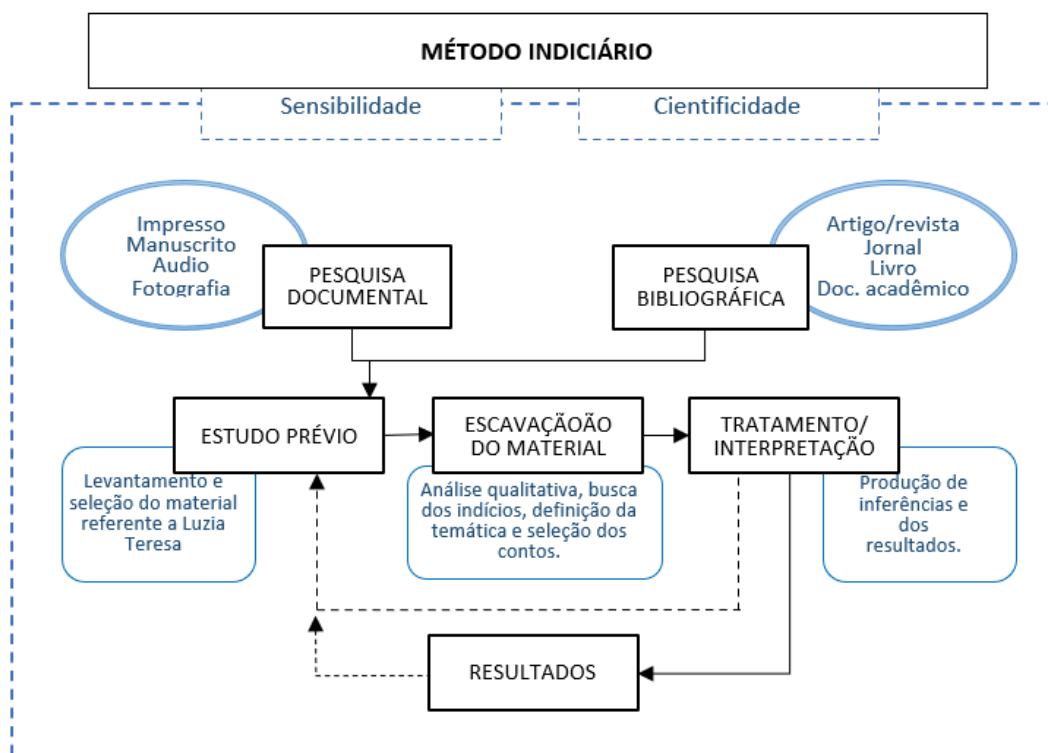 MÉTODO INDICIÁRIO
Sensibilidade
Cientificidade
Impresso
Manuscrito
Audio
Fotografia
PESQUISA
DOCUMENTAL
PESQUISA
BIBLIOGRÁFICA
Artigo/revista
Jornal
Livro
Doc. acadêmico
ESTUDO PRÉVIO
ESCAVAÇÃOÃO
DO MATERIAL
TRATAMENTO/
INTERPRETAÇÃO
Levantamento e
seleção do material
referente a Luzia
Teresa
Análise qualitativa, busca
dos indícios, definição da
temática e seleção dos
contos.
Produção de
inferências e
dos
resultados.
RESULTADOS